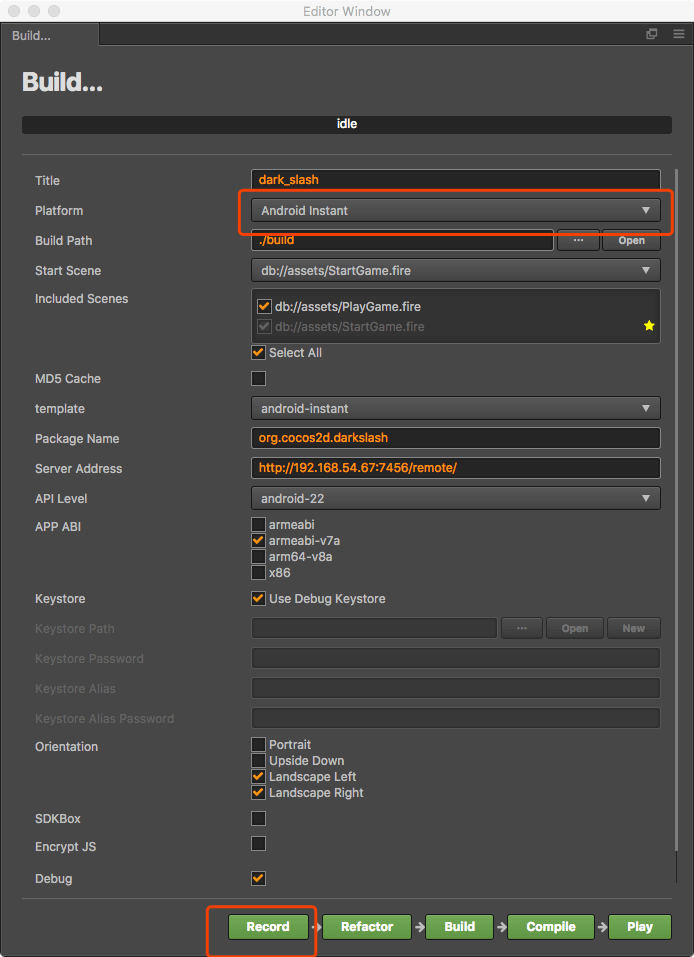 Editor Window
Build...
Build...
idle
Title dark_slash
Platform Android Instant
Build Path ./build ... Open
Start Scene db://assets/StartGame.fire
Included Scenes db://assets/PlayGame.fire
db://assets/StartGame.fire
Select All
MD5 Cache
template android-instant
Package Name org.cocos2d.darkslash
Server Address http://192.168.54.67:7456/remote/
API Level android-22
APP ABI armeabi
armeabi-v7a
arm64-v8a
x86
Keystore Use Debug Keystore
Keystore Path ... Open New
Keystore Password
Keystore Alias
Keystore Alias Password
Orientation Portrait
Upside Down
Landscape Left
Landscape Right
SDKBox
Encrypt JS
Debug
Record Refactor Build Compile Play